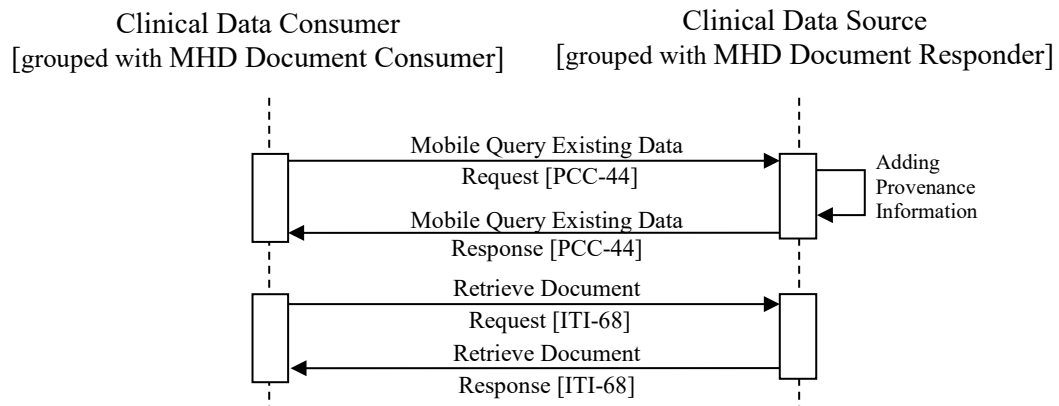 Clinical Data Consumer
[grouped with MHD Document Consumer]
Clinical Data Source
[grouped with MHD Document Responder]
Mobile Query Existing Data
Request [PCC-44]
Adding
Provenance
Information
Mobile Query Existing Data
Response [PCC-44]
Retrieve Document
Request [ITI-68]
Retrieve Document
Response [ITI-68]